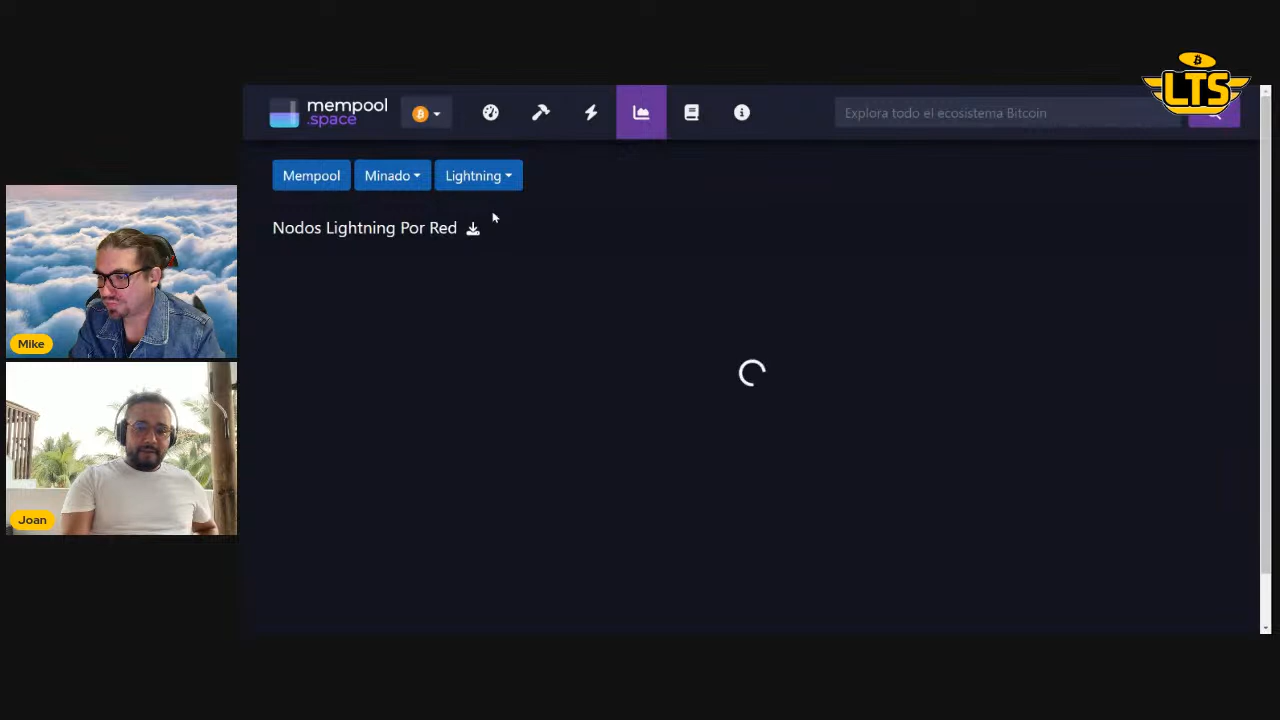 LTS
mempool
.space
Explora todo el ecosistema Bitcoin
Mempool
Minado
Lightning
Nodos Lightning Por Red
Mike
Joan